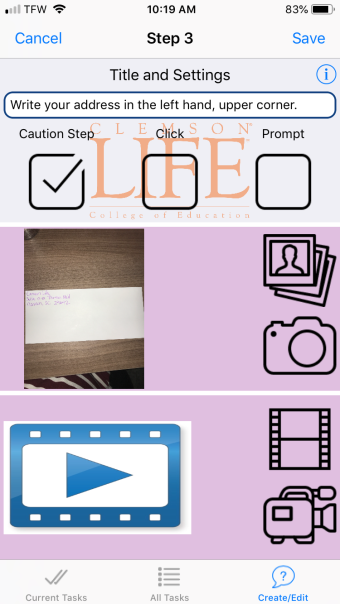 TFW 10:19 AM 83%
Cancel Step 3 Save
Title and Settings
Write your address in the left hand, upper corner.
Caution Step Click Prompt
CLEMSON
LIFE
College of Education
Current Tasks All Tasks Create/Edit